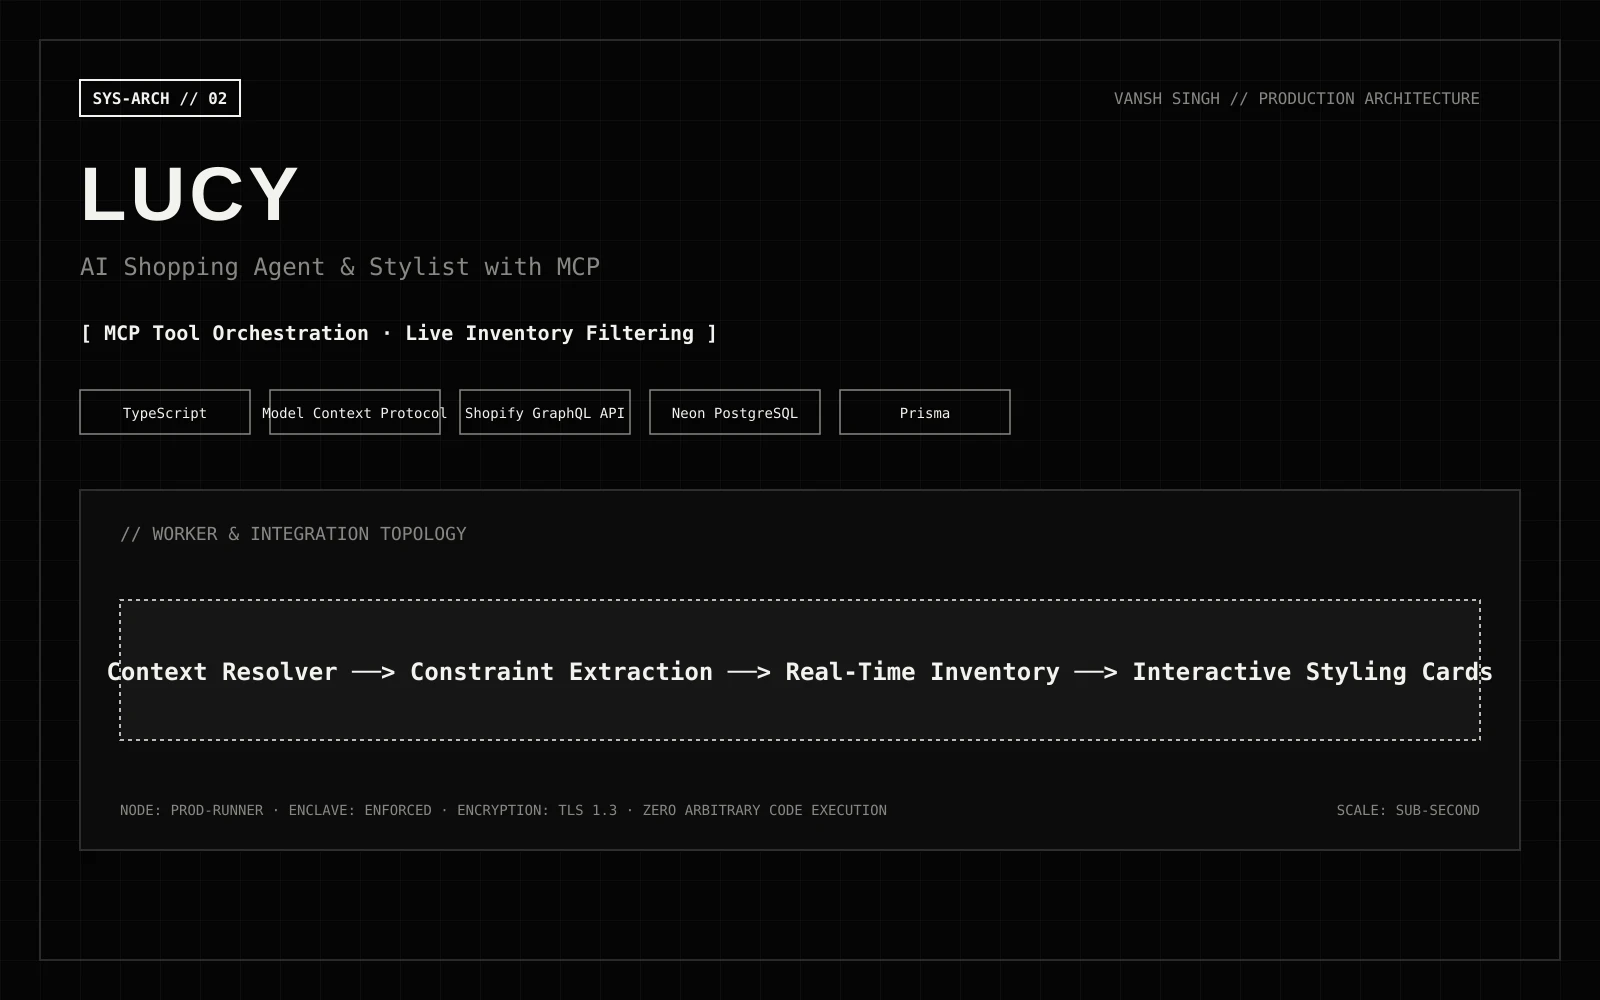 SYS-ARCH // 02
VANSH SINGH // PRODUCTION ARCHITECTURE
LUCY
AI Shopping Agent & Stylist with MCP
[ MCP Tool Orchestration · Live Inventory Filtering ]
TypeScript
Model Context Protocol
Shopify GraphQL API
Neon PostgreSQL
Prisma
// WORKER & INTEGRATION TOPOLOGY
Context Resolver ──> Constraint Extraction ──> Real-Time Inventory ──> Interactive Styling Cards
NODE: PROD-RUNNER · ENCLAVE: ENFORCED · ENCRYPTION: TLS 1.3 · ZERO ARBITRARY CODE EXECUTION
SCALE: SUB-SECOND